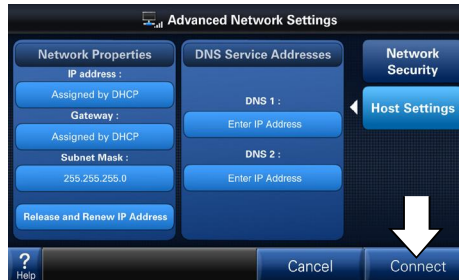 Advanced Network Settings
Network Properties
IP address :
Assigned by DHCP
Gateway :
Assigned by DHCP
Subnet Mask :
255.255.255.0
Release and Renew IP Address
DNS Service Addresses
DNS 1 :
Enter IP Address
DNS 2 :
Enter IP Address
Network
Security
Host Settings
?
Help
Cancel
Connect